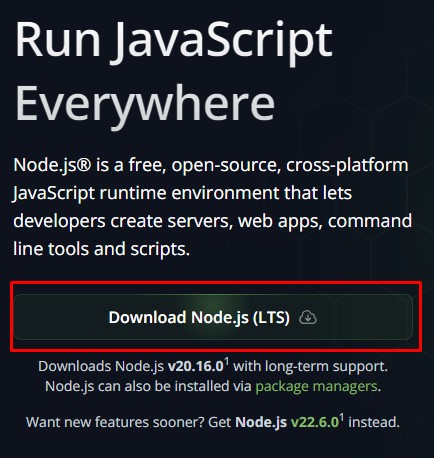 Run JavaScript
Everywhere
Node.js® is a free, open-source, cross-platform
JavaScript runtime environment that lets
developers create servers, web apps, command
line tools and scripts.
Download Node.js (LTS)
Downloads Node.js v20.16.0¹ with long-term support.
Node.js can also be installed via package managers.
Want new features sooner? Get Node.js v22.6.0¹ instead.